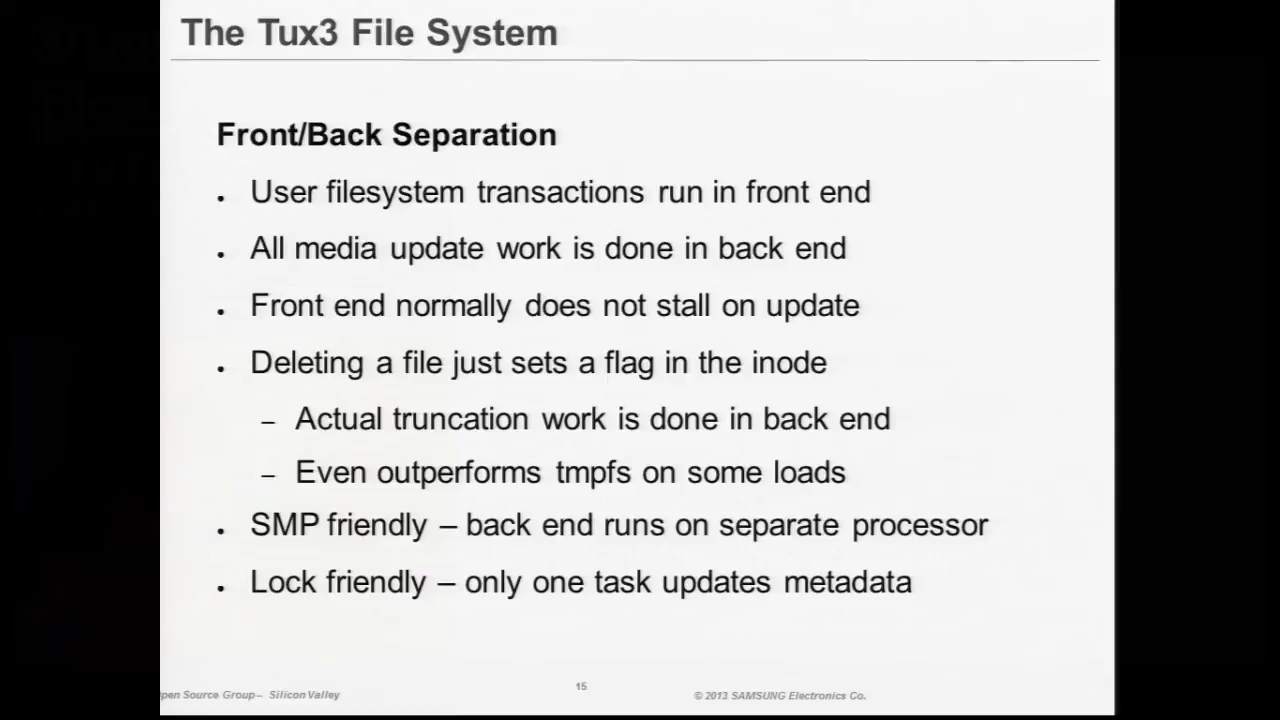 The Tux3 File System
Front/Back Separation
. User filesystem transactions run in front end
. All media update work is done in back end
. Front end normally does not stall on update
. Deleting a file just sets a flag in the inode
– Actual truncation work is done in back end
– Even outperforms tmpfs on some loads
. SMP friendly – back end runs on separate processor
. Lock friendly – only one task updates metadata
pen Source Group– Silicon Valley
15
© 2013 SAMSUNG Electronics Co.